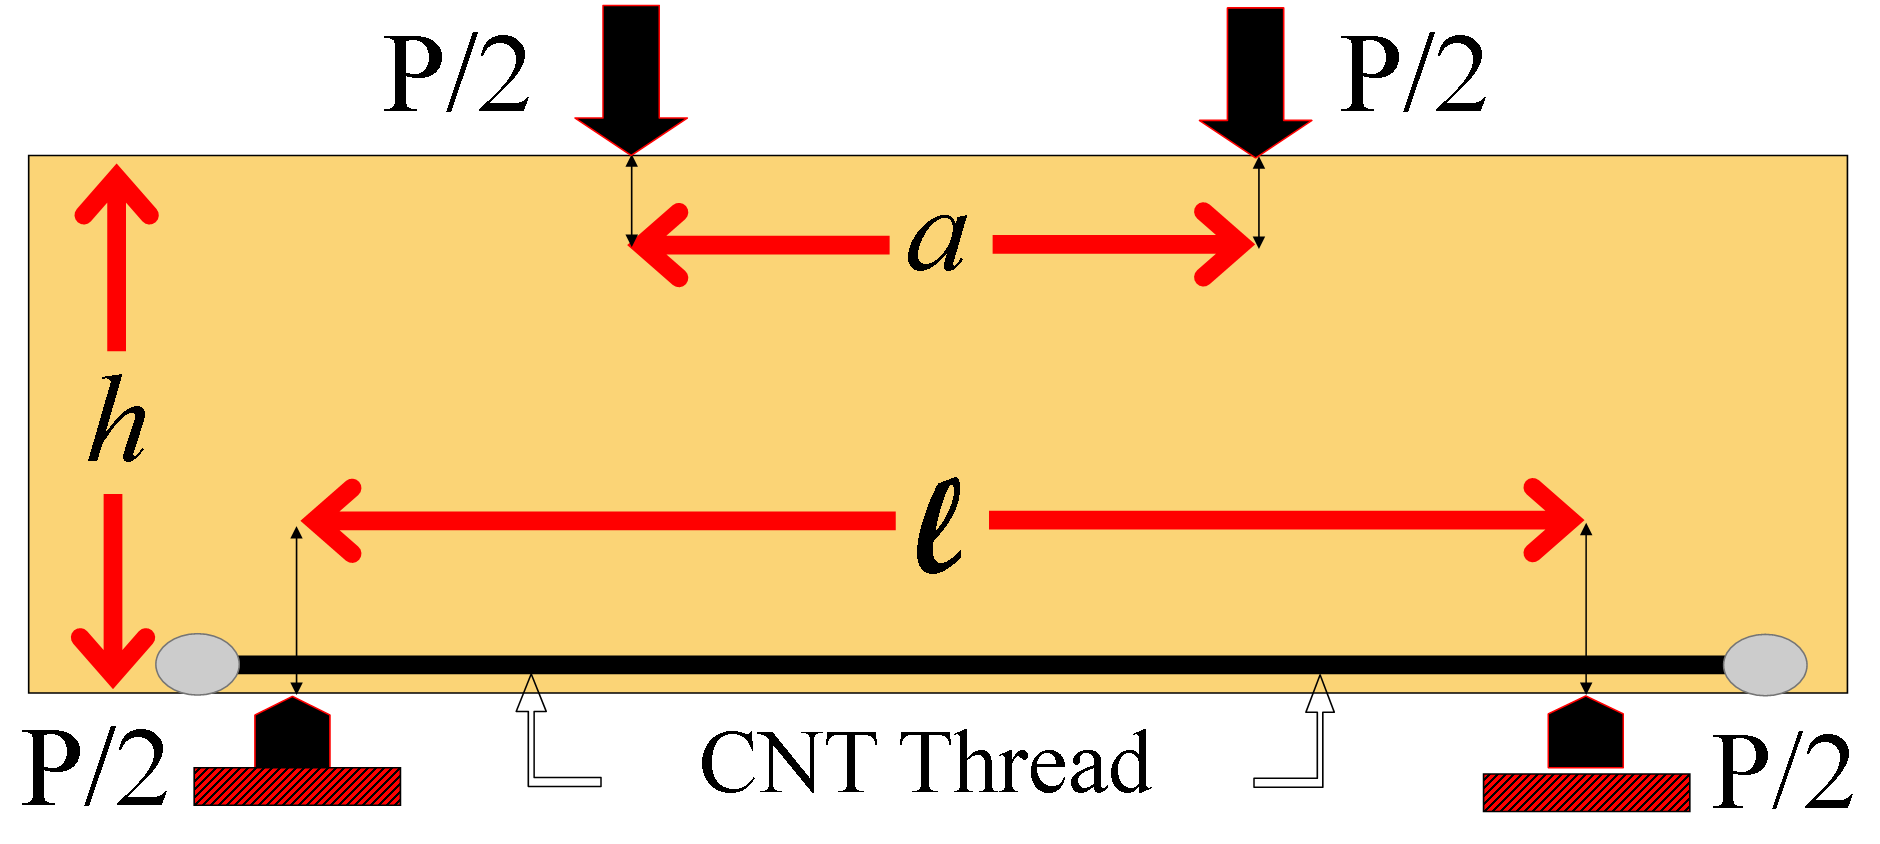 P/2 P/2
a
h
ℓ
P/2 CNT Thread P/2